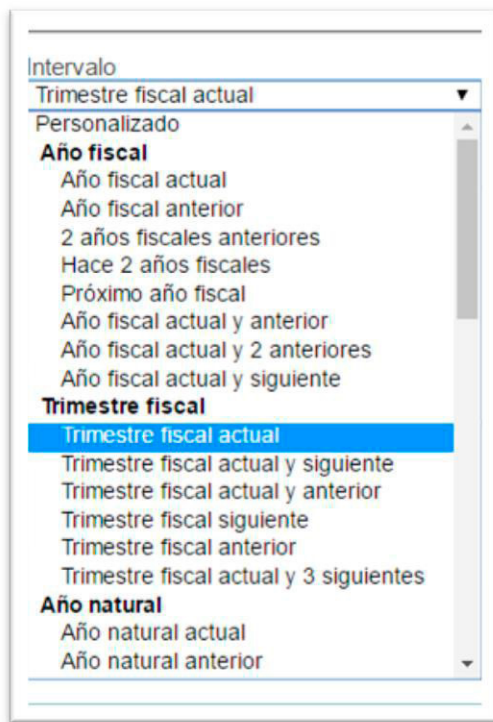 Intervalo
Trimestre fiscal actual
Personalizado
Año fiscal
Año fiscal actual
Año fiscal anterior
2 años fiscales anteriores
Hace 2 años fiscales
Próximo año fiscal
Año fiscal actual y anterior
Año fiscal actual y 2 anteriores
Año fiscal actual y siguiente
Trimestre fiscal
Trimestre fiscal actual
Trimestre fiscal actual y siguiente
Trimestre fiscal actual y anterior
Trimestre fiscal siguiente
Trimestre fiscal anterior
Trimestre fiscal actual y 3 siguientes
Año natural
Año natural actual
Año natural anterior